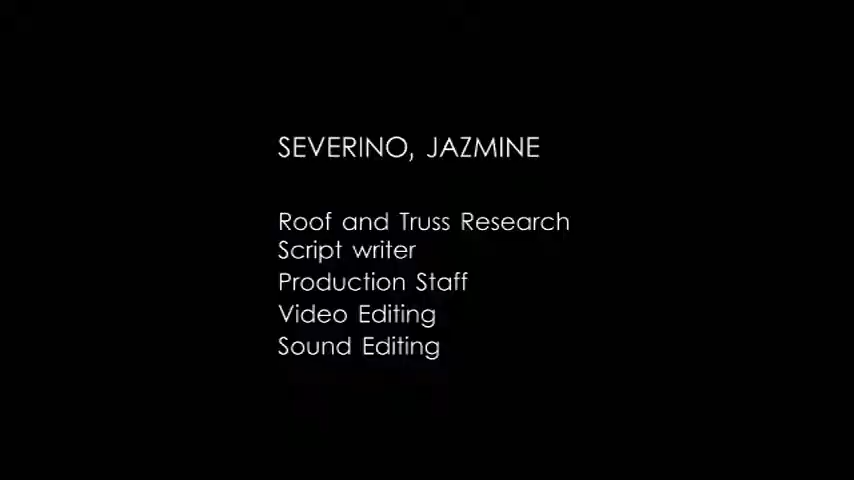 SEVERINO, JAZMINE
Roof and Truss Research
Script writer
Production Staff
Video Editing
Sound Editing